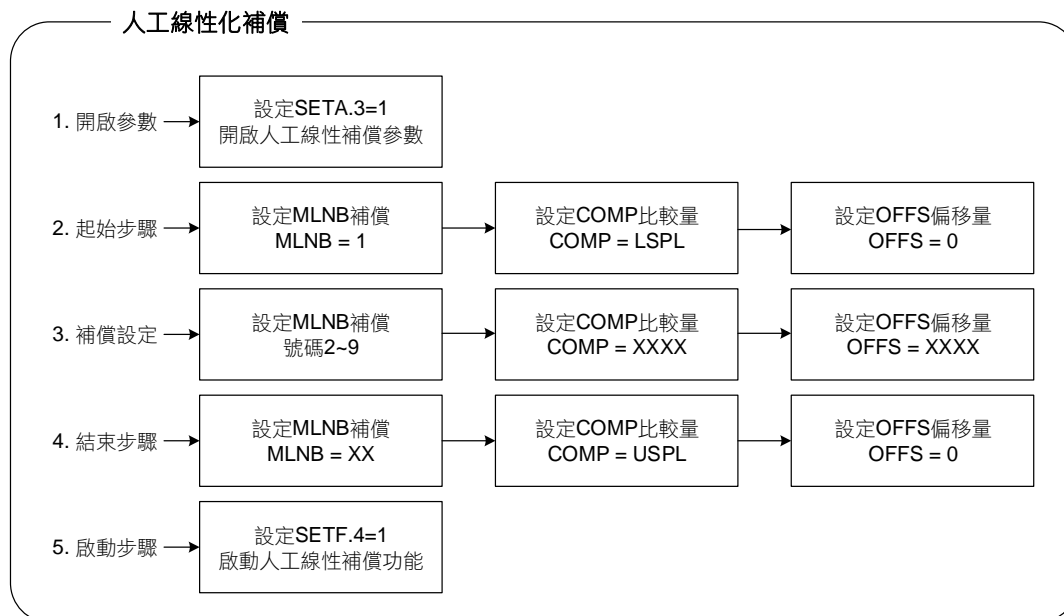 人工線性化補償
1. 開啟參數
設定SETA.3=1
開啟人工線性補償參數
2. 起始步驟
設定MLNB補償
MLNB = 1
設定COMP比較量
COMP = LSPL
設定OFFS偏移量
OFFS = 0
3. 補償設定
設定MLNB補償
號碼2~9
設定COMP比較量
COMP = XXXX
設定OFFS偏移量
OFFS = XXXX
4. 結束步驟
設定MLNB補償
MLNB = XX
設定COMP比較量
COMP = USPL
設定OFFS偏移量
OFFS = 0
5. 啟動步驟
設定SETF.4=1
啟動人工線性補償功能